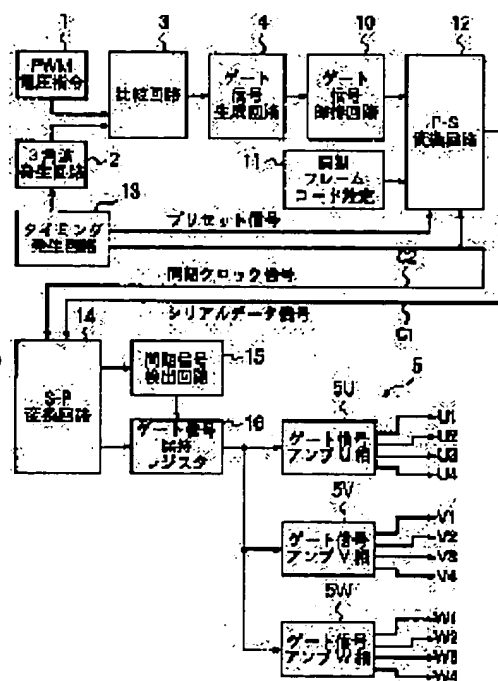 1
3
4
10
12
PWM
電圧指令
比較回路
ゲート
信号
生成回路
ゲート
信号
回路
P-S
変換回路
3角波
発生回路
2
11
同期
フレーム
コード設定
13
タイミング
発生回路
プリセット信号
C2
同期クロック信号
シリアルデータ信号
C1
14
S-P
変換回路
同期信号
検出回路
15
ゲート信号
保持
レジスタ
16
5
5U
ゲート信号
アンプU相
U1
U2
U3
U4
5V
ゲート信号
アンプV相
V1
V2
V3
V4
5W
ゲート信号
アンプW相
W1
W2
W3
W4